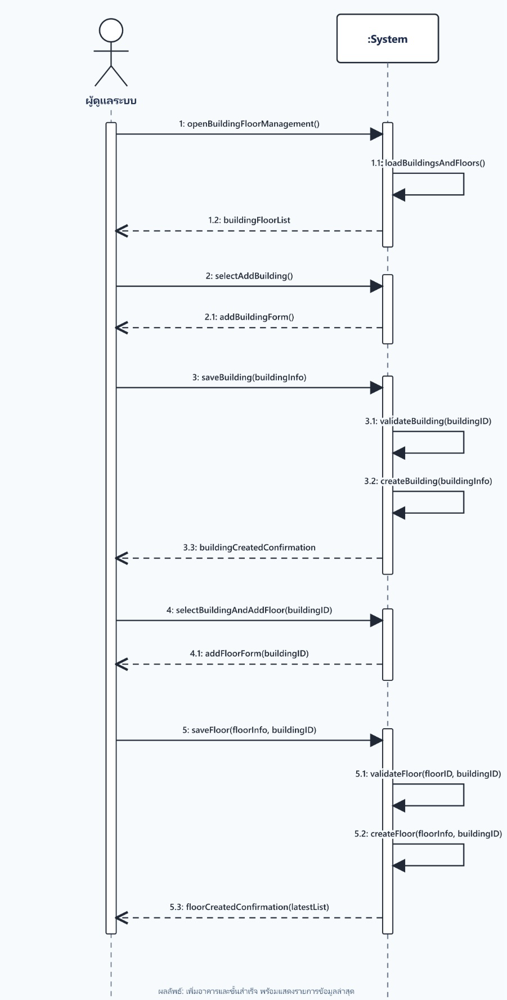 :System
ผู้ดูแลระบบ
1: openBuildingFloorManagement()
1.1: loadBuildingsAndFloors()
1.2: buildingFloorList
2: selectAddBuilding()
2.1: addBuildingForm()
3: saveBuilding(buildingInfo)
3.1: validateBuilding(buildingID)
3.2: createBuilding(buildingInfo)
3.3: buildingCreatedConfirmation
4: selectBuildingAndAddFloor(buildingID)
4.1: addFloorForm(buildingID)
5: saveFloor(floorInfo, buildingID)
5.1: validateFloor(floorID, buildingID)
5.2: createFloor(floorInfo, buildingID)
5.3: floorCreatedConfirmation(latestList)
ผลลัพธ์: เพิ่มอาคารและชั้นสำเร็จ พร้อมแสดงรายการข้อมูลล่าสุด